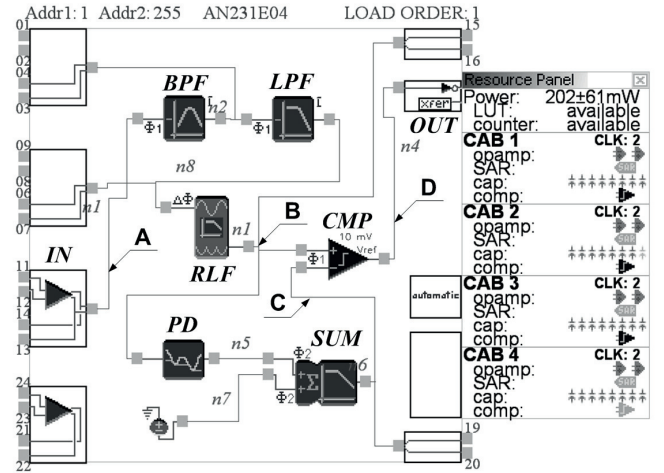 Addr1: 1 Addr2: 255 AN231E04 LOAD ORDER: 1
01
02
04
03
09
08
06
07
11
12
14
13
24
23
21
22
15
16
19
20
BPF
LPF
n2
Φ1
Φ1
n8
n1
ΔΦ
n1
RLF
A
B
C
D
IN
OUT
xfer
n4
CMP
10 mV
Vref
Φ1
PD
n5
n7
SUM
Φ2
Φ2
n6
automatic
Resource Panel
Power: 202±61mW
LUT: available
counter: available
CAB 1 CLK: 2
opamp:
SAR: SAR
cap:
comp:
CAB 2 CLK: 2
opamp:
SAR: SAR
cap:
comp:
CAB 3 CLK: 2
opamp:
SAR: SAR
cap:
comp:
CAB 4 CLK: 2
opamp:
SAR: SAR
cap:
comp: